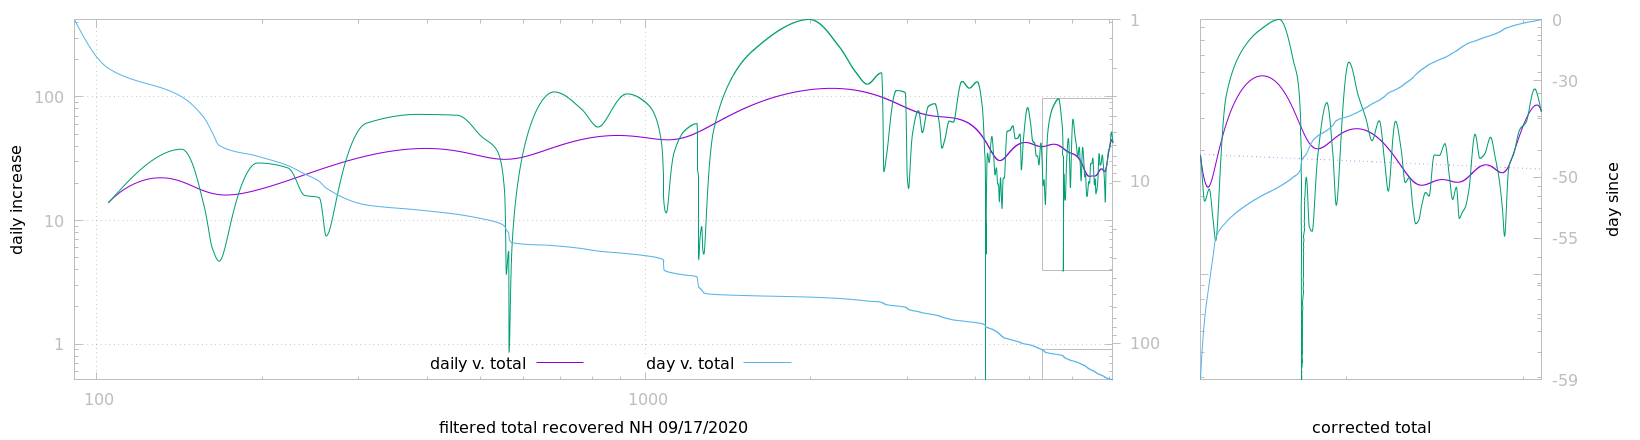 daily increase
100
10
1
100
1000
filtered total recovered NH 09/17/2020
daily v. total
day v. total
1
10
100
corrected total
0
-30
-50
-55
-59
day since